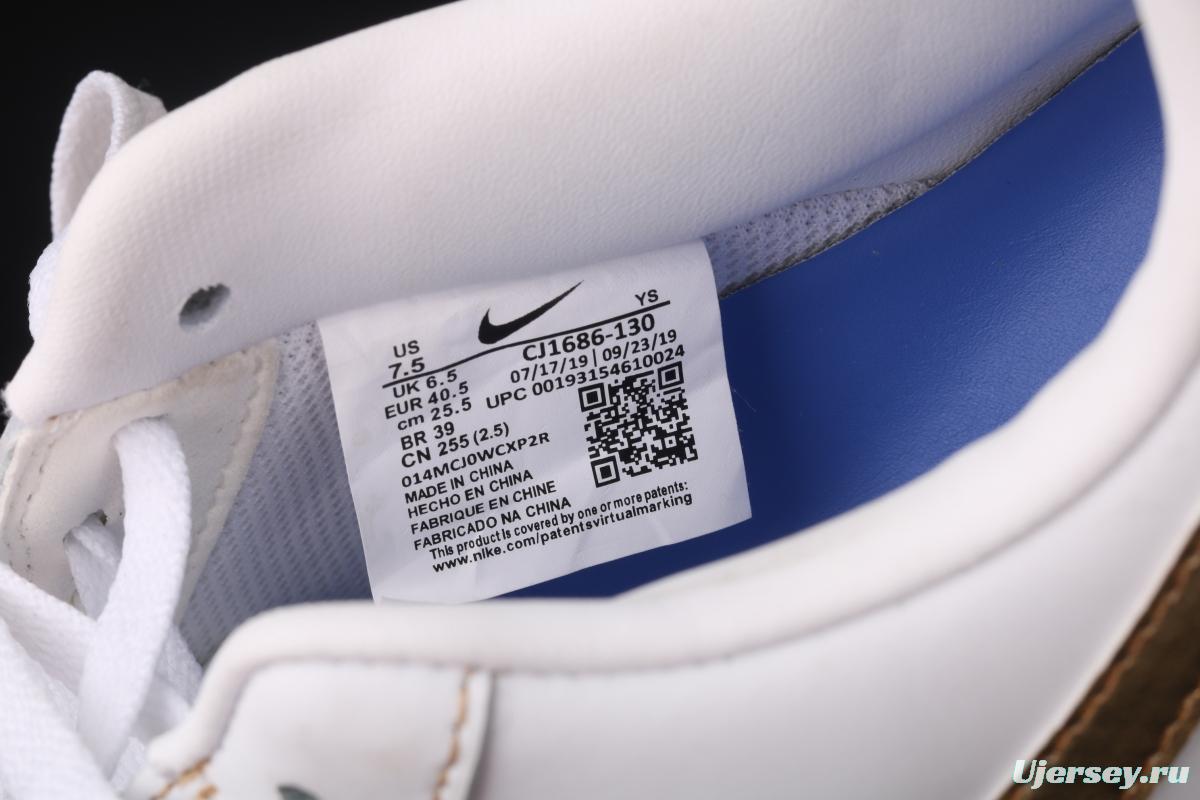 US YS
7.5 CJ1686-130
UK 6.5 07/17/19 | 09/23/19
EUR 40.5 UPC 00193154610024
cm 25.5
BR 39
CN 255 (2.5)
014MCJ0WCXP2R
MADE IN CHINA
HECHO EN CHINA
FABRIQUE EN CHINE
FABRICADO NA CHINA
This product is covered by one or more patents:
www.nike.com/patentsvirtualmarking
Ujersey.ru